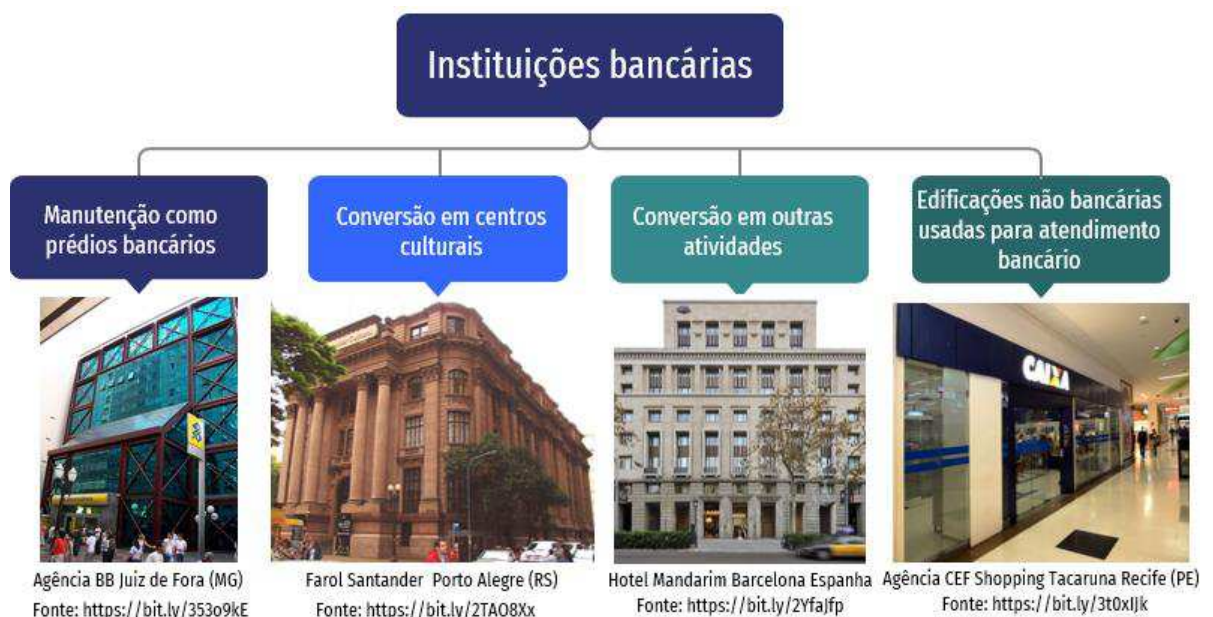 Instituições bancárias
Manutenção como
prédios bancários
Conversão em centros
culturais
Conversão em outras
atividades
Edificações não bancárias
usadas para atendimento
bancário
CAIXA
Agência BB Juiz de Fora (MG)
Fonte: https://bit.ly/353o9kE
Farol Santander Porto Alegre (RS)
Fonte: https://bit.ly/2TAO8Xx
Hotel Mandarim Barcelona Espanha
Fonte: https://bit.ly/2YfaJfp
Agência CEF Shopping Tacaruna Recife (PE)
Fonte: https://bit.ly/3t0xIJk